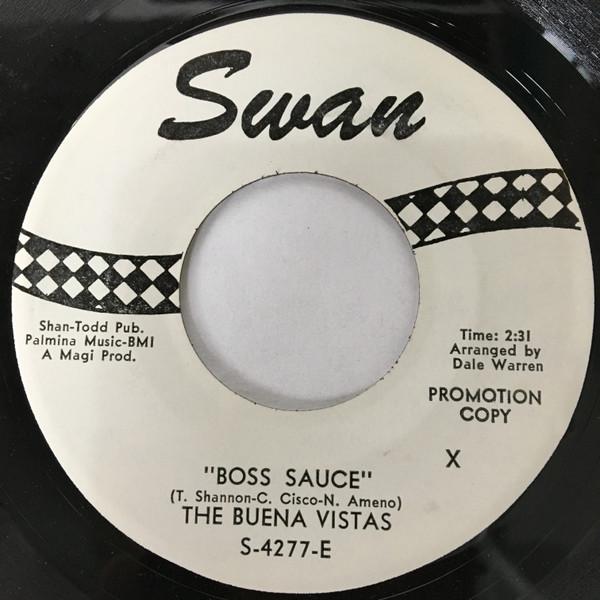 Swan
Shan-Todd Pub.
Palmina Music-BMI
A Magi Prod.
Time: 2:31
Arranged by
Dale Warren
PROMOTION
COPY
X
"BOSS SAUCE"
(T. Shannon-C. Cisco-N. Ameno)
THE BUENA VISTAS
S-4277-E